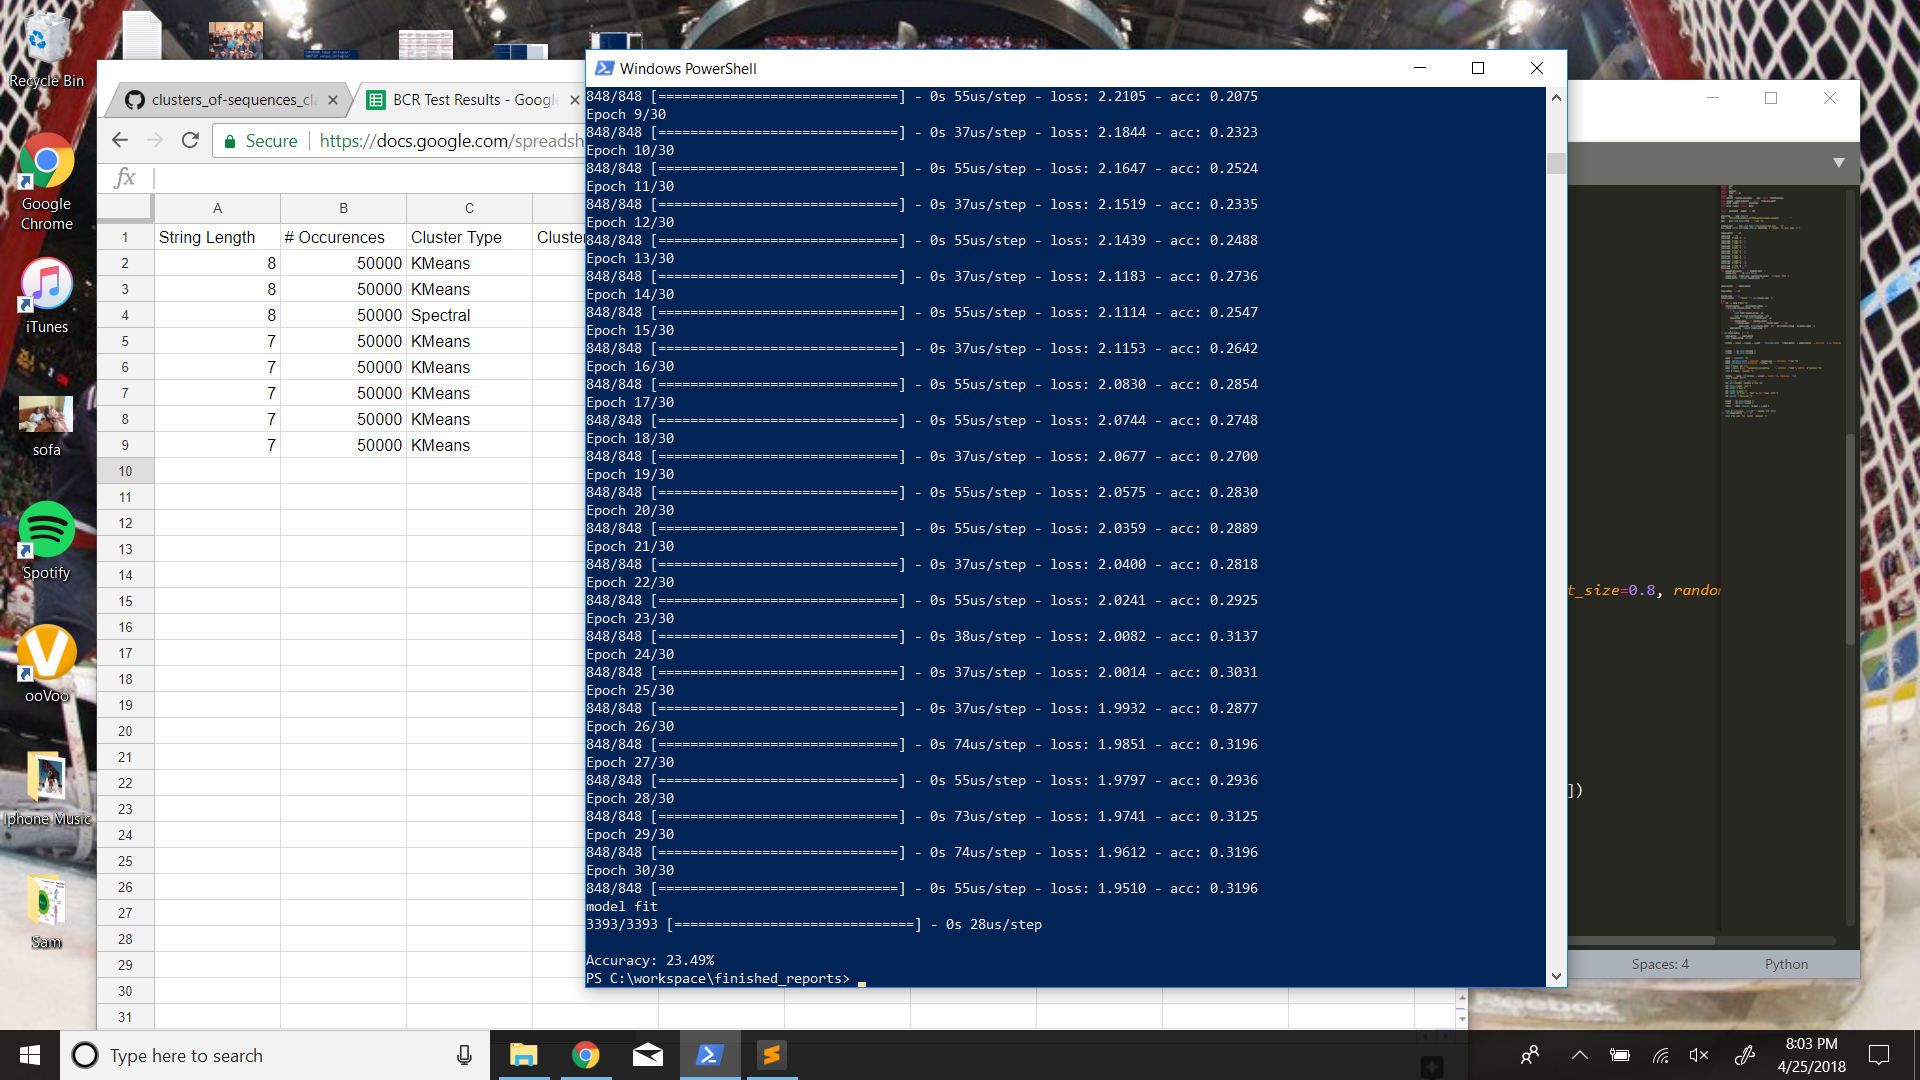 Recycle Bin
Google
Chrome
iTunes
sofa
Spotify
ooVoo
Iphone Music
Sam
clusters_of-sequences_cl
BCR Test Results - Googl
Secure
https://docs.google.com/spreadsh
fx
A B C
1 String Length # Occurences Cluster Type Cluster
2 8 50000 KMeans
3 8 50000 KMeans
4 8 50000 Spectral
5 7 50000 KMeans
6 7 50000 KMeans
7 7 50000 KMeans
8 7 50000 KMeans
9 7 50000 KMeans
10
11
12
13
14
15
16
17
18
19
20
21
22
23
24
25
26
27
28
29
30
31
Windows PowerShell
848/848 [==============================] - 0s 55us/step - loss: 2.2105 - acc: 0.2075
Epoch 9/30
848/848 [==============================] - 0s 37us/step - loss: 2.1844 - acc: 0.2323
Epoch 10/30
848/848 [==============================] - 0s 55us/step - loss: 2.1647 - acc: 0.2524
Epoch 11/30
848/848 [==============================] - 0s 37us/step - loss: 2.1519 - acc: 0.2335
Epoch 12/30
848/848 [==============================] - 0s 55us/step - loss: 2.1439 - acc: 0.2488
Epoch 13/30
848/848 [==============================] - 0s 37us/step - loss: 2.1183 - acc: 0.2736
Epoch 14/30
848/848 [==============================] - 0s 55us/step - loss: 2.1114 - acc: 0.2547
Epoch 15/30
848/848 [==============================] - 0s 37us/step - loss: 2.1153 - acc: 0.2642
Epoch 16/30
848/848 [==============================] - 0s 55us/step - loss: 2.0830 - acc: 0.2854
Epoch 17/30
848/848 [==============================] - 0s 55us/step - loss: 2.0744 - acc: 0.2748
Epoch 18/30
848/848 [==============================] - 0s 37us/step - loss: 2.0677 - acc: 0.2700
Epoch 19/30
848/848 [==============================] - 0s 55us/step - loss: 2.0575 - acc: 0.2830
Epoch 20/30
848/848 [==============================] - 0s 55us/step - loss: 2.0359 - acc: 0.2889
Epoch 21/30
848/848 [==============================] - 0s 37us/step - loss: 2.0400 - acc: 0.2818
Epoch 22/30
848/848 [==============================] - 0s 55us/step - loss: 2.0241 - acc: 0.2925
Epoch 23/30
848/848 [==============================] - 0s 38us/step - loss: 2.0082 - acc: 0.3137
Epoch 24/30
848/848 [==============================] - 0s 37us/step - loss: 2.0014 - acc: 0.3031
Epoch 25/30
848/848 [==============================] - 0s 37us/step - loss: 1.9932 - acc: 0.2877
Epoch 26/30
848/848 [==============================] - 0s 74us/step - loss: 1.9851 - acc: 0.3196
Epoch 27/30
848/848 [==============================] - 0s 55us/step - loss: 1.9797 - acc: 0.2936
Epoch 28/30
848/848 [==============================] - 0s 73us/step - loss: 1.9741 - acc: 0.3125
Epoch 29/30
848/848 [==============================] - 0s 74us/step - loss: 1.9612 - acc: 0.3196
Epoch 30/30
848/848 [==============================] - 0s 55us/step - loss: 1.9510 - acc: 0.3196
model fit
3393/3393 [==============================] - 0s 28us/step
Accuracy: 23.49%
PS C:\workspace\finished_reports>
t_size=0.8, rando
])
Spaces: 4
Python
Reebok
Type here to search
8:03 PM
4/25/2018